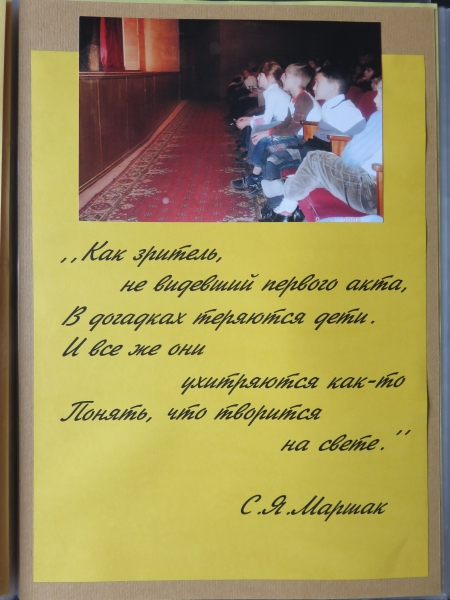 ,,Как зритель,
не видевший первого акта,
В догадках теряются дети.
И все же они
ухитряются как-то
Понять, что творится
на свете."
С.Я.Маршак